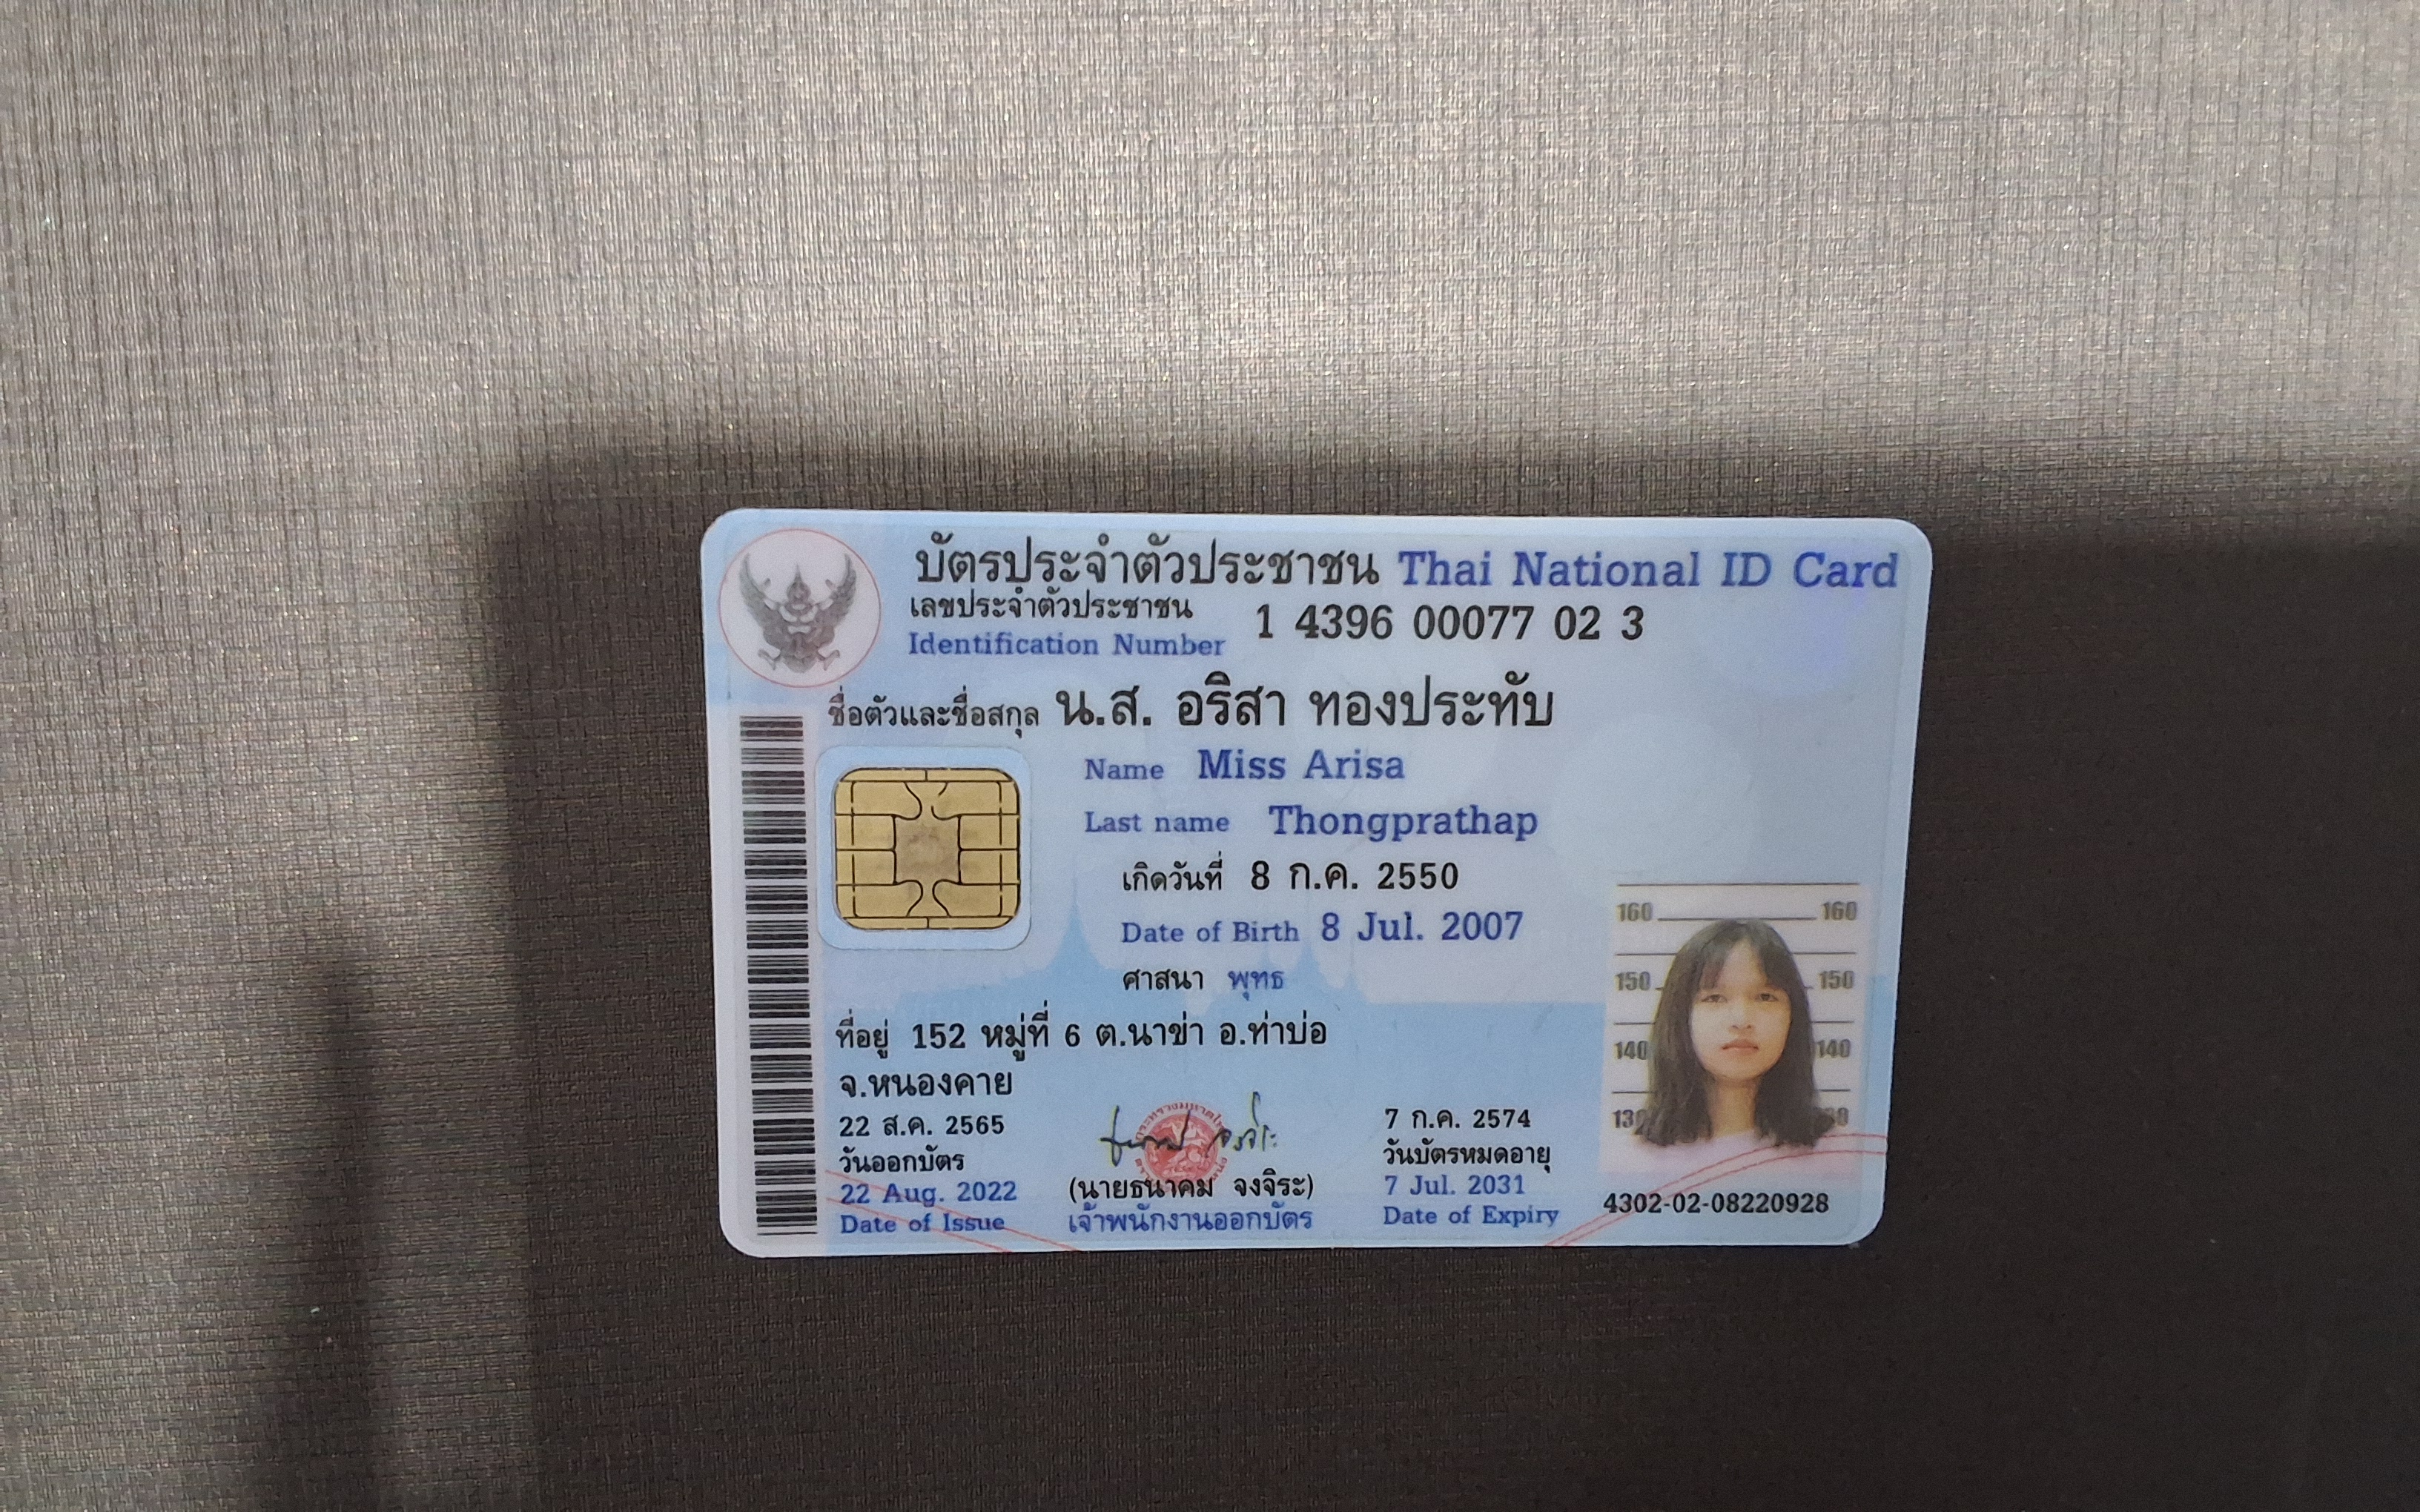 บัตรประจำตัวประชาชน Thai National ID Card
เลขประจำตัวประชาชน
Identification Number 1 4396 00077 02 3
ชื่อตัวและชื่อสกุล น.ส. อริสา ทองประทับ
Name Miss Arisa
Last name Thongprathap
เกิดวันที่ 8 ก.ค. 2550
Date of Birth 8 Jul. 2007
ศาสนา พุทธ
ที่อยู่ 152 หมู่ที่ 6 ต.นาข่า อ.ท่าบ่อ
จ.หนองคาย
22 ส.ค. 2565
วันออกบัตร
22 Aug. 2022
Date of Issue
(นายธนาคม จงจิระ)
เจ้าพนักงานออกบัตร
7 ก.ค. 2574
วันบัตรหมดอายุ
7 Jul. 2031
Date of Expiry
160 160
150 150
140 140
4302-02-08220928